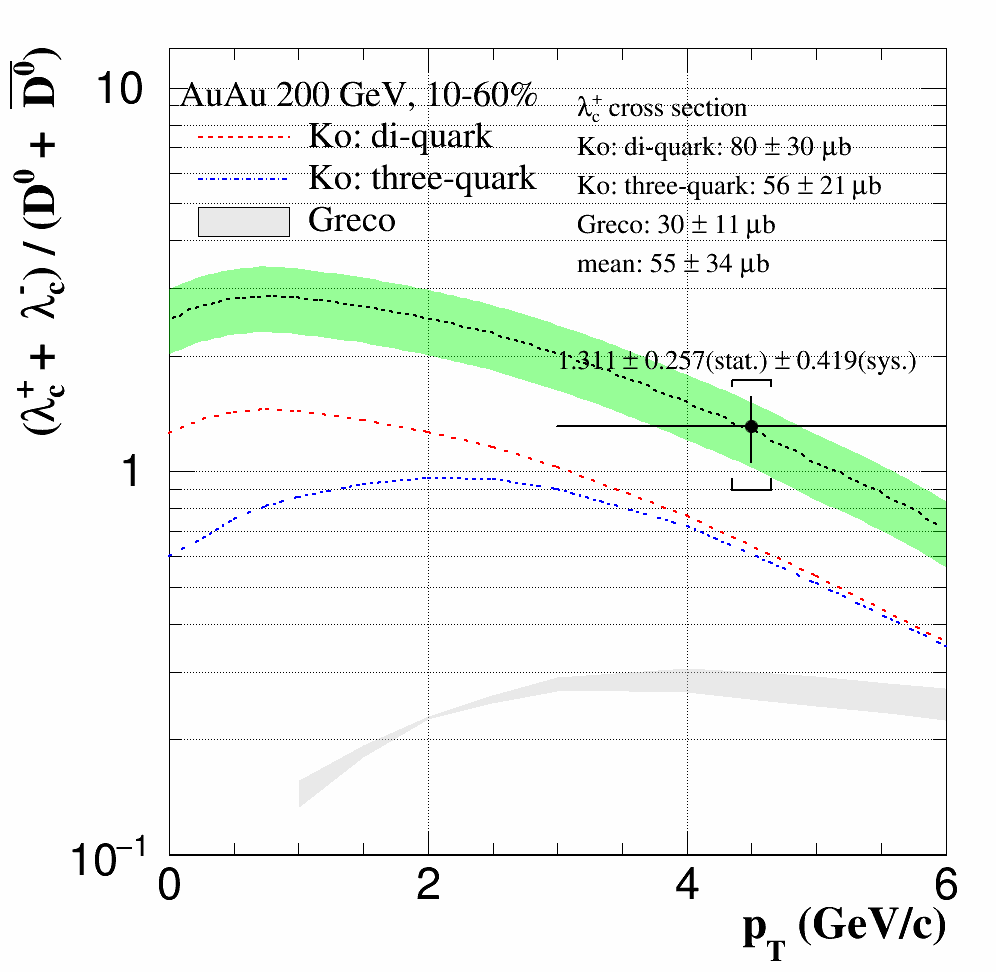 AuAu 200 GeV, 10-60%
Ko: di-quark
Ko: three-quark
Greco
λc+ cross section
Ko: di-quark: 80 ± 30 μb
Ko: three-quark: 56 ± 21 μb
Greco: 30 ± 11 μb
mean: 55 ± 34 μb
1.311 ± 0.257(stat.) ± 0.419(sys.)
(λc+ + λc-) / (D0 + D̅0)
10
1
10−1
0 2 4 6
pT (GeV/c)